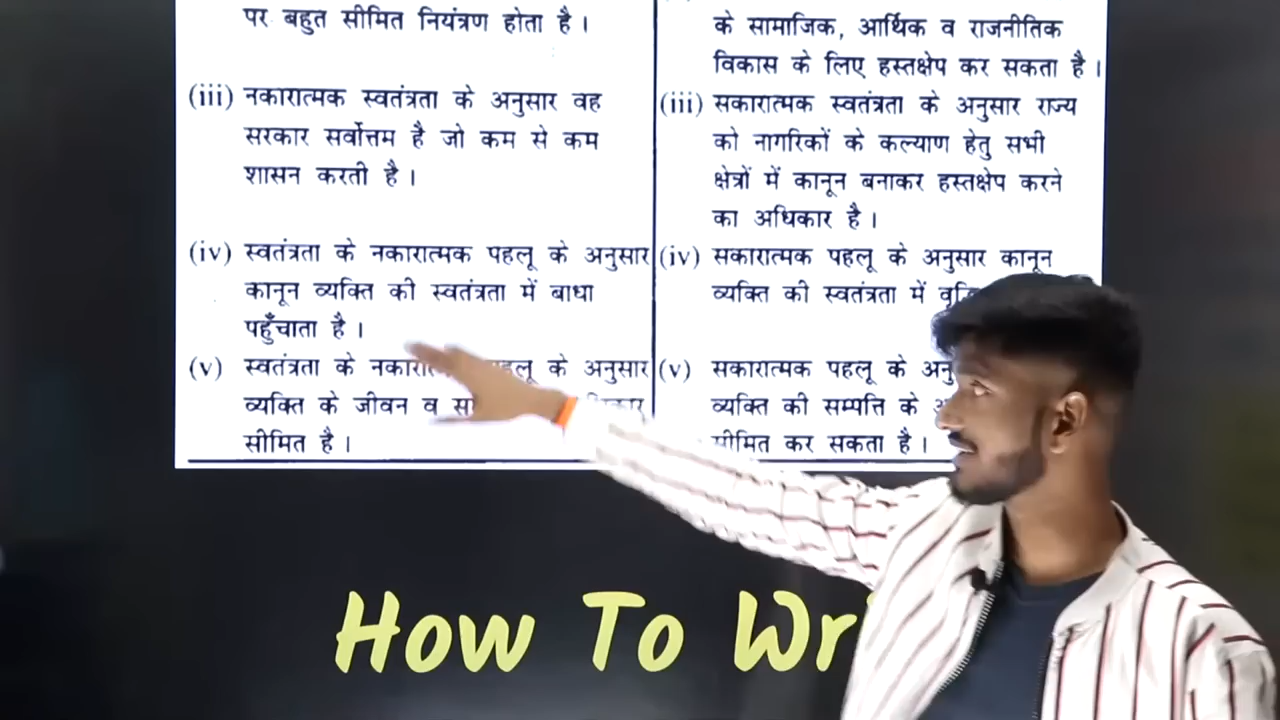 पर बहुत सीमित नियंत्रण होता है।
(iii) नकारात्मक स्वतंत्रता के अनुसार वह
सरकार सर्वोत्तम है जो कम से कम
शासन करती है।
(iv) स्वतंत्रता के नकारात्मक पहलू के अनुसार
कानून व्यक्ति की स्वतंत्रता में बाधा
पहुँचाता है।
(v) स्वतंत्रता के पहलू के अनुसार
व्यक्ति के जीवन व
सीमित है।
के सामाजिक, आर्थिक व राजनीतिक
विकास के लिए हस्तक्षेप कर सकता है।
(iii) सकारात्मक स्वतंत्रता के अनुसार राज्य
को नागरिकों के कल्याण हेतु सभी
क्षेत्रों में कानून बनाकर हस्तक्षेप करने
का अधिकार है।
(iv) सकारात्मक पहलू के अनुसार कानून
व्यक्ति की स्वतंत्रता में
(v) सकारात्मक पहलू के
व्यक्ति की सम्पत्ति के
सीमित कर सकता है।
How To